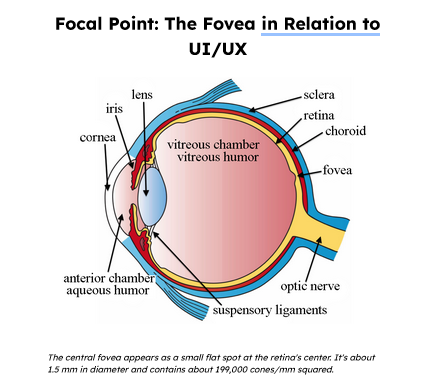 Focal Point: The Fovea in Relation to
UI/UX
lens
iris
cornea
sclera
retina
choroid
vitreous chamber
vitreous humor
fovea
anterior chamber
aqueous humor
optic nerve
suspensory ligaments
The central fovea appears as a small flat spot at the retina's center. It's about
1.5 mm in diameter and contains about 199,000 cones/mm squared.